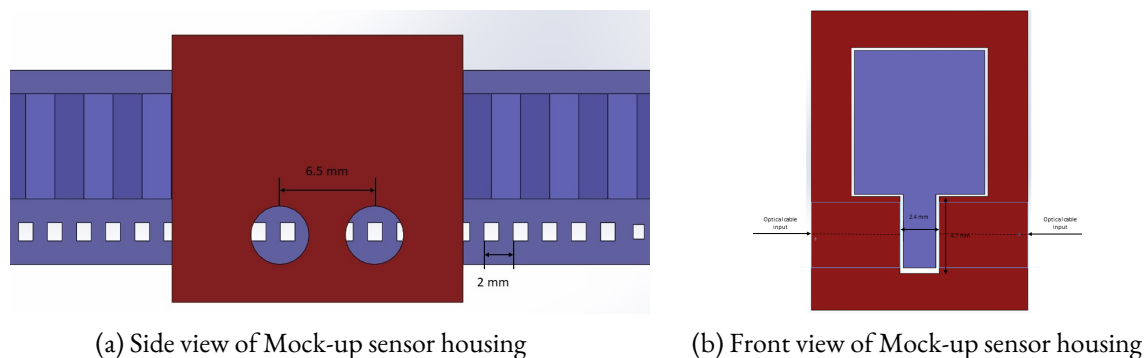 6.5 mm
2 mm
Optical cable
input
2.4 mm
Optical cable
input
(a) Side view of Mock-up sensor housing
(b) Front view of Mock-up sensor housing